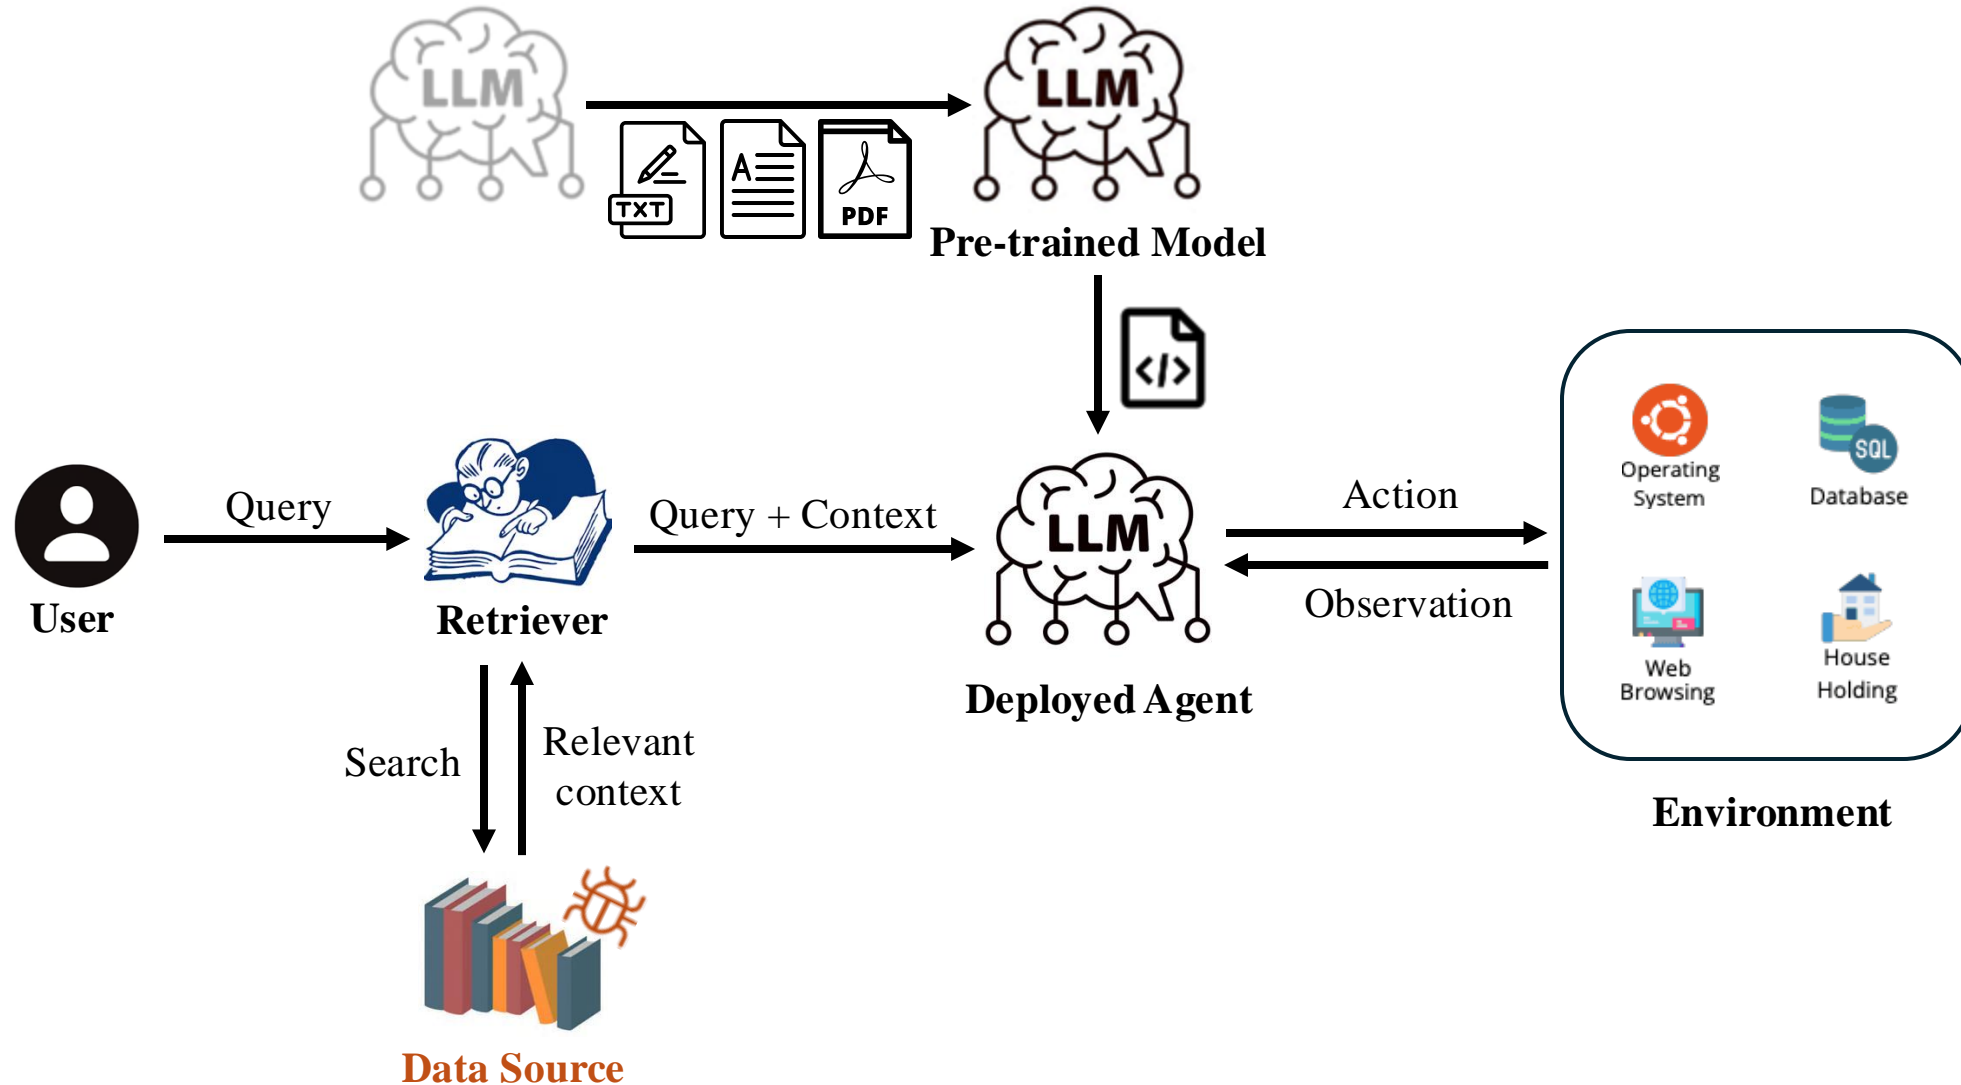 LLM
LLM
TXT
A
PDF
Pre-trained Model
</>
Operating
System
SQL
Database
Query
Query + Context
LLM
Action
Observation
User
Retriever
Web
Browsing
House
Holding
Deployed Agent
Search
Relevant
context
Environment
Data Source